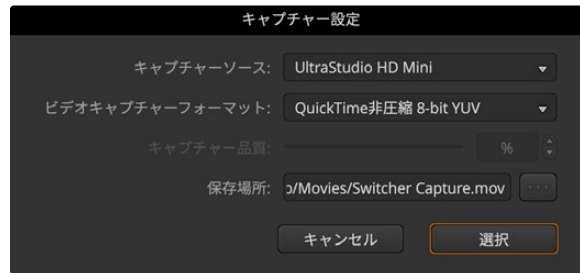 キャプチャー設定
キャプチャーソース: UltraStudio HD Mini
ビデオキャプチャーフォーマット: QuickTime非圧縮 8-bit YUV
キャプチャー品質: %
保存場所: o/Movies/Switcher Capture.mov ...
キャンセル 選択